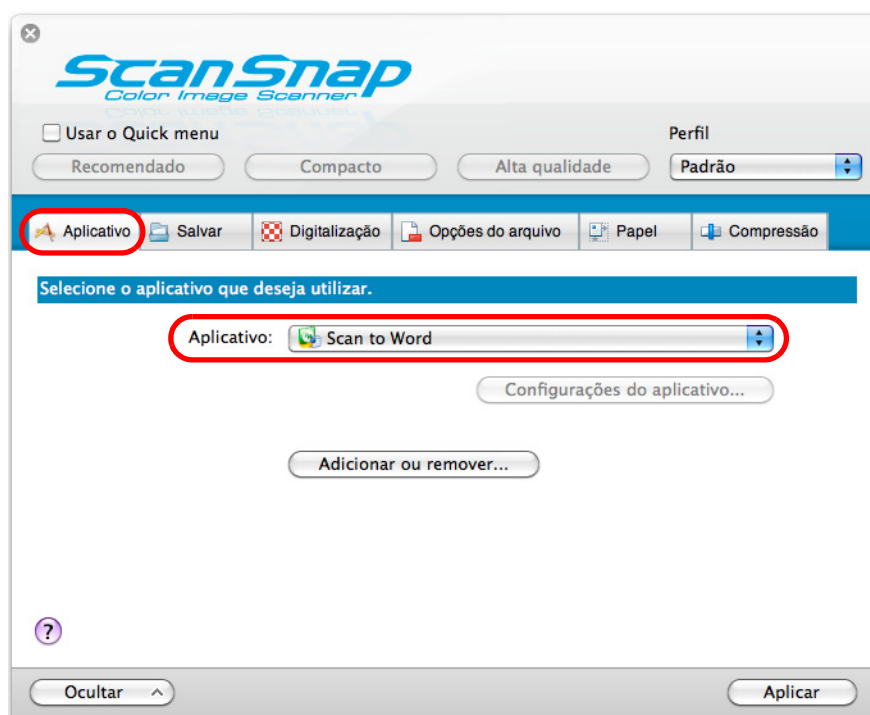 ScanSnap
Color Image Scanner
Usar o Quick menu
Perfil
Recomendado Compacto Alta qualidade Padrão
Aplicativo Salvar Digitalização Opções do arquivo Papel Compressão
Selecione o aplicativo que deseja utilizar.
Aplicativo: Scan to Word
Configurações do aplicativo...
Adicionar ou remover...
?
Ocultar Aplicar